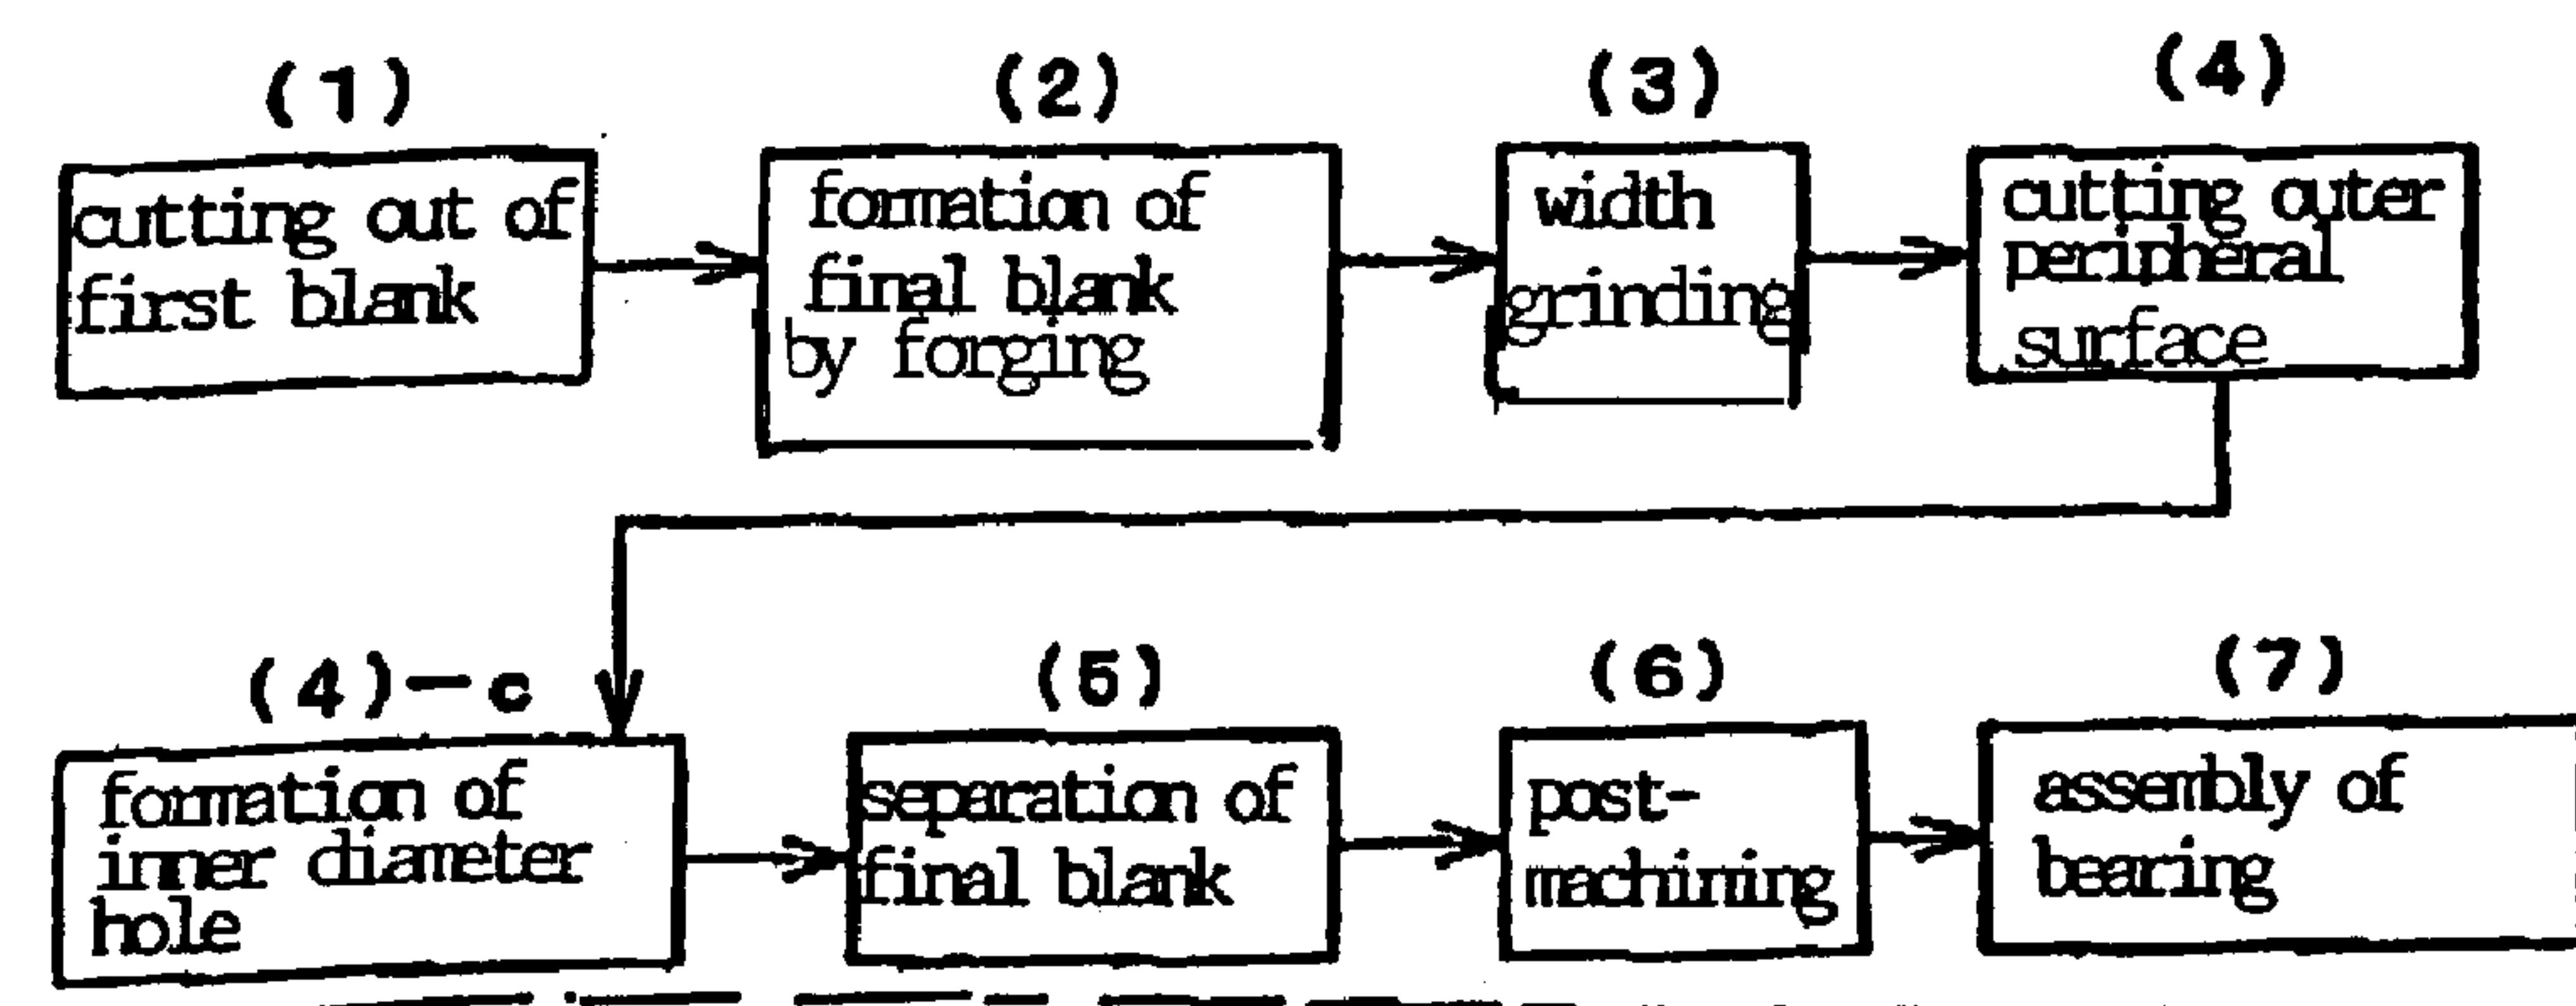 (1)
(2)
(3)
(4)
cutting out of
first blank
formation of
final blank
by forging
width
grinding
cutting outer
peripheral
surface
(4)-c
(5)
(6)
(7)
formation of
inner diameter
hole
separation of
final blank
post-
machining
assembly of
bearing